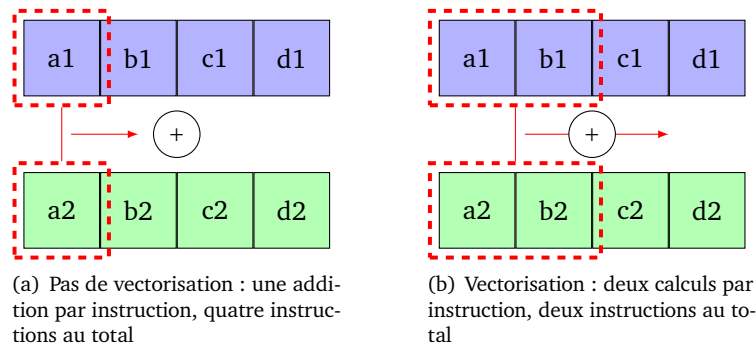 a1 b1 c1 d1
+
a2 b2 c2 d2
(a) Pas de vectorisation : une addi-
tion par instruction, quatre instruc-
tions au total
a1 b1 c1 d1
+
a2 b2 c2 d2
(b) Vectorisation : deux calculs par
instruction, deux instructions au to-
tal